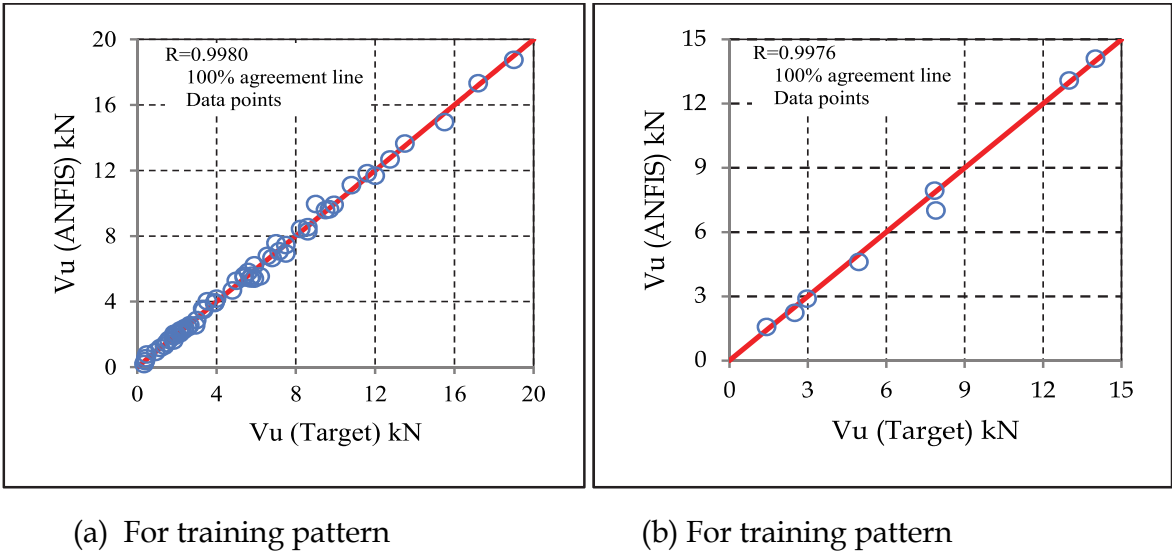 R=0.9980
100% agreement line
Data points
20
16
12
8
4
0
0 4 8 12 16 20
Vu (ANFIS) kN
Vu (Target) kN
(a) For training pattern
R=0.9976
100% agreement line
Data points
15
12
9
6
3
0
0 3 6 9 12 15
Vu (ANFIS) kN
Vu (Target) kN
(b) For training pattern